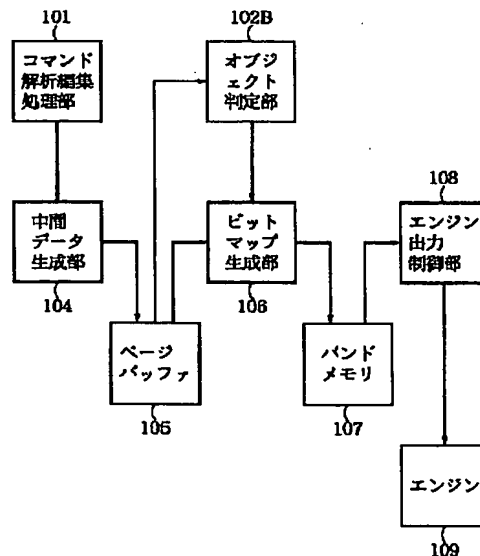 101
コマンド
解析編集
処理部
102B
オブジ
ェクト
判定部
中間
データ
生成部
104
ビット
マップ
生成部
106
108
エンジン
出力
制御部
ページ
バッファ
105
バンド
メモリ
107
エンジン
109